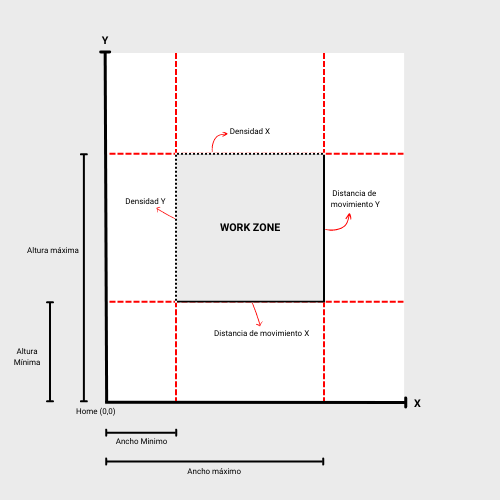 Y
Densidad X
Densidad Y
Distancia de
movimiento Y
WORK ZONE
Altura máxima
Distancia de movimiento X
Altura
Mínima
X
Home (0,0)
Ancho Minimo
Ancho máximo